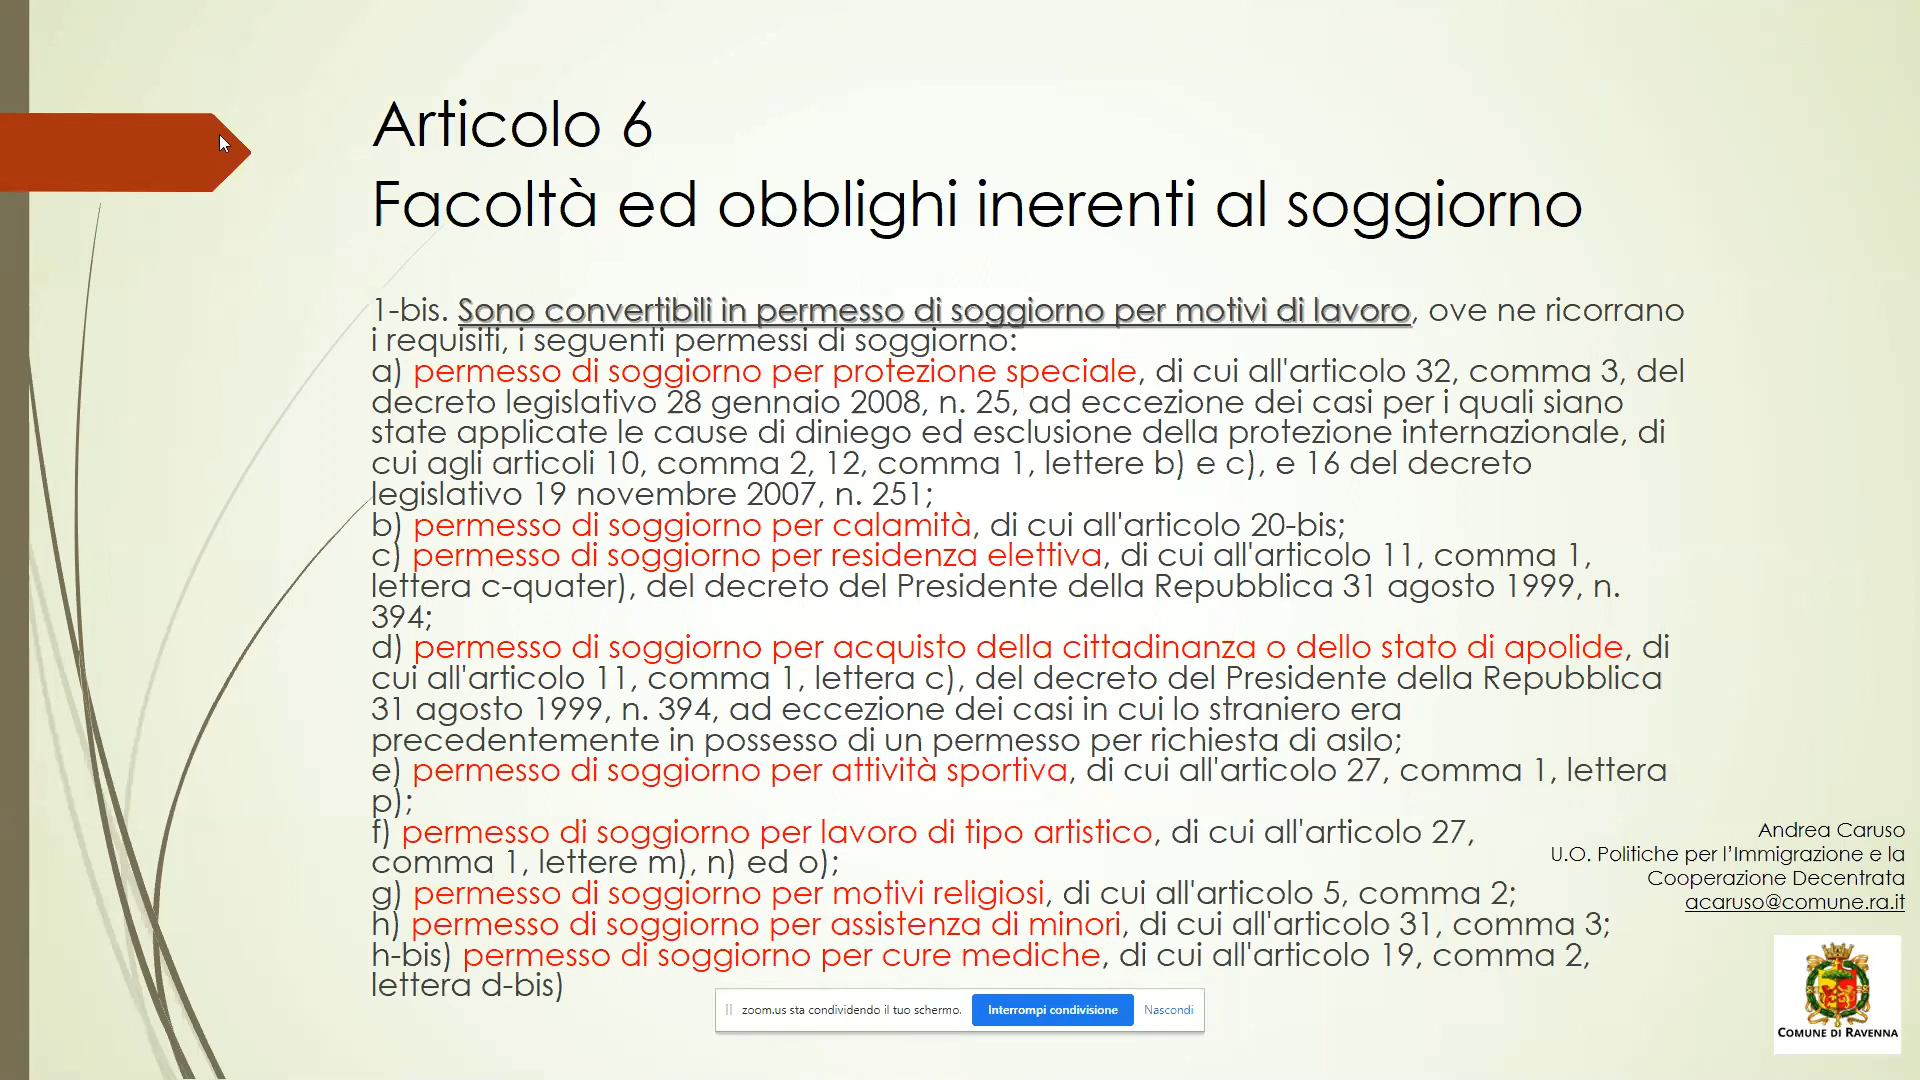 Articolo 6
Facoltà ed obblighi inerenti al soggiorno
1-bis. Sono convertibili in permesso di soggiorno per motivi di lavoro, ove ne ricorrano
i requisiti, i seguenti permessi di soggiorno:
a) permesso di soggiorno per protezione speciale, di cui all'articolo 32, comma 3, del
decreto legislativo 28 gennaio 2008, n. 25, ad eccezione dei casi per i quali siano
state applicate le cause di diniego ed esclusione della protezione internazionale, di
cui agli articoli 10, comma 2, 12, comma 1, lettere b) e c), e 16 del decreto
legislativo 19 novembre 2007, n. 251;
b) permesso di soggiorno per calamità, di cui all'articolo 20-bis;
c) permesso di soggiorno per residenza elettiva, di cui all'articolo 11, comma 1,
lettera c-quater), del decreto del Presidente della Repubblica 31 agosto 1999, n.
394;
d) permesso di soggiorno per acquisto della cittadinanza o dello stato di apolide, di
cui all'articolo 11, comma 1, lettera c), del decreto del Presidente della Repubblica
31 agosto 1999, n. 394, ad eccezione dei casi in cui lo straniero era
precedentemente in possesso di un permesso per richiesta di asilo;
e) permesso di soggiorno per attività sportiva, di cui all'articolo 27, comma 1, lettera
p);
f) permesso di soggiorno per lavoro di tipo artistico, di cui all'articolo 27,
comma 1, lettere m), n) ed o);
g) permesso di soggiorno per motivi religiosi, di cui all'articolo 5, comma 2;
h) permesso di soggiorno per assistenza di minori, di cui all'articolo 31, comma 3;
h-bis) permesso di soggiorno per cure mediche, di cui all'articolo 19, comma 2,
lettera d-bis)
Andrea Caruso
U.O. Politiche per l’Immigrazione e la
Cooperazione Decentrata
acaruso@comune.ra.it
COMUNE DI RAVENNA
zoom.us sta condividendo il tuo schermo. Interrompi condivisione Nascondi